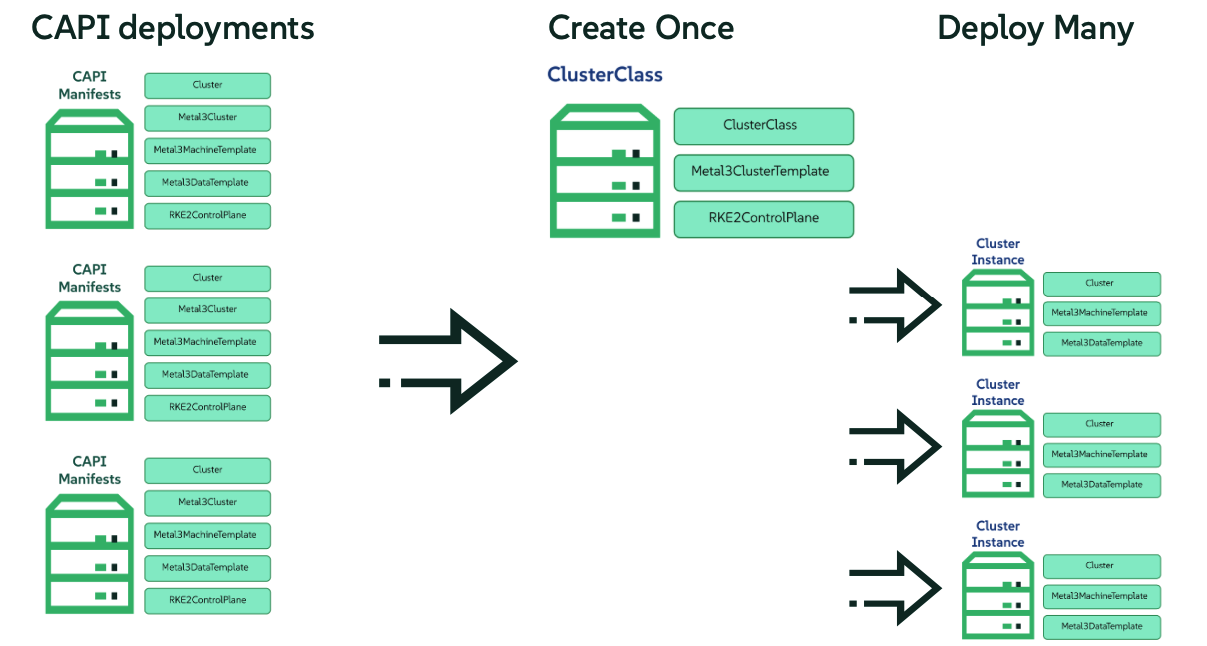 CAPI deployments
CAPI
Manifests
Cluster
Metal3Cluster
Metal3MachineTemplate
Metal3DataTemplate
RKE2ControlPlane
CAPI
Manifests
Cluster
Metal3Cluster
Metal3MachineTemplate
Metal3DataTemplate
RKE2ControlPlane
CAPI
Manifests
Cluster
Metal3Cluster
Metal3MachineTemplate
Metal3DataTemplate
RKE2ControlPlane
Create Once
ClusterClass
ClusterClass
Metal3ClusterTemplate
RKE2ControlPlane
Deploy Many
Cluster
Instance
Cluster
Metal3MachineTemplate
Metal3DataTemplate
Cluster
Instance
Cluster
Metal3MachineTemplate
Metal3DataTemplate
Cluster
Instance
Cluster
Metal3MachineTemplate
Metal3DataTemplate